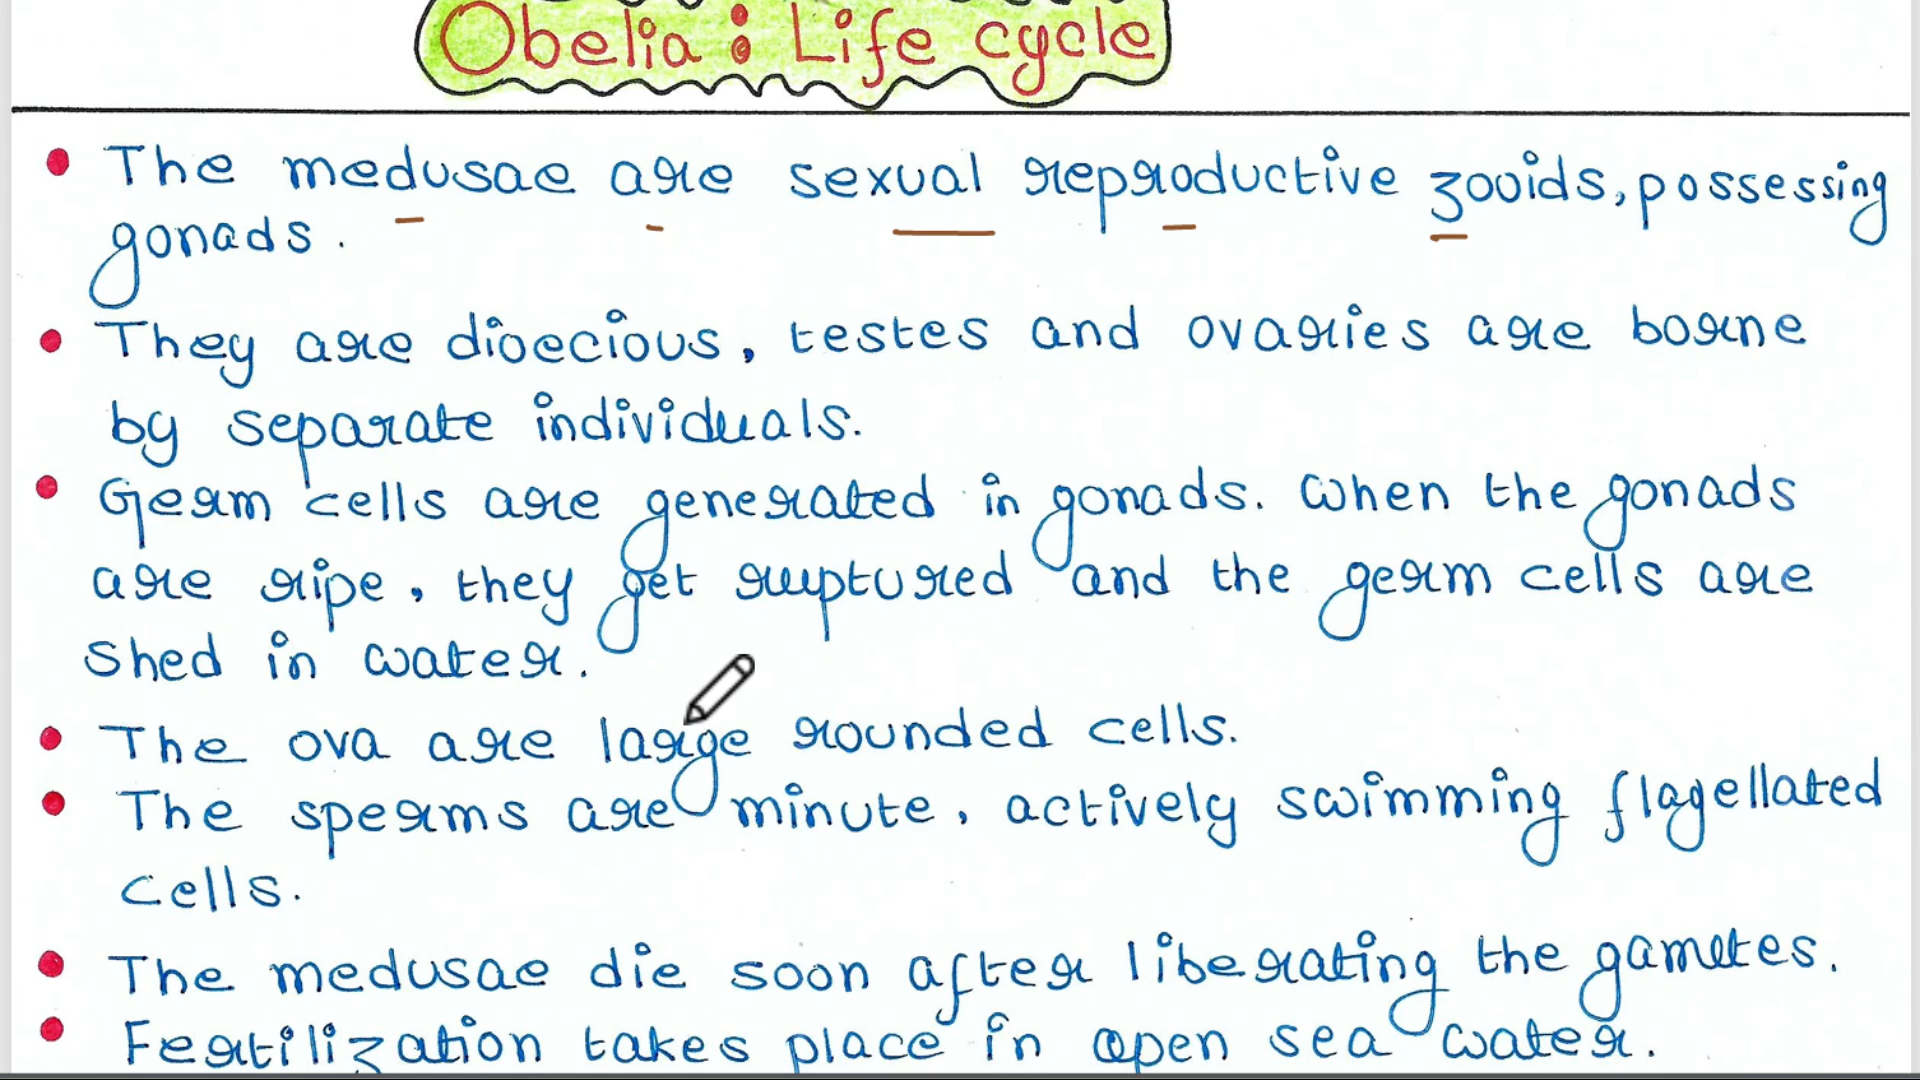 Obelia : Life cycle
• The medusae are sexual reproductive zooids, possessing
gonads.
• They are dioecious, testes and ovaries are borne
by separate individuals.
• Germ cells are generated in gonads. When the gonads
are ripe, they get ruptured and the germ cells are
shed in water.
• The ova are large rounded cells.
• The sperms are minute, actively swimming flagellated
cells.
• The medusae die soon after liberating the gametes.
• Fertilization takes place in open sea water.